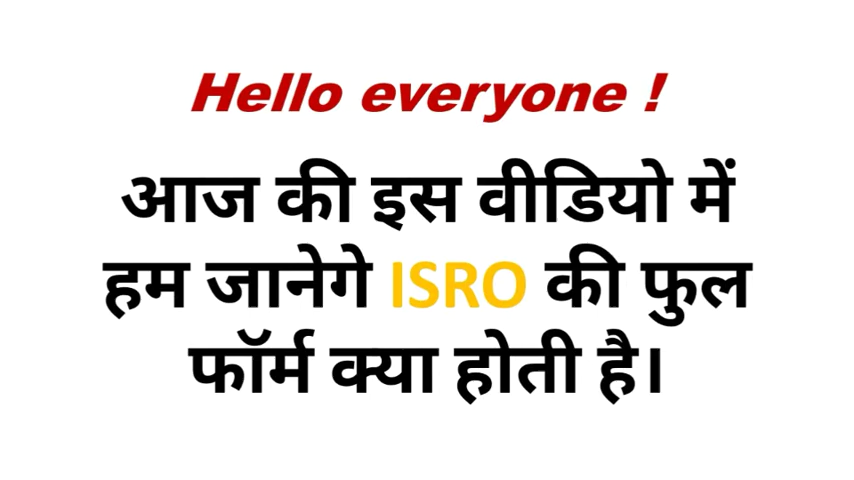 Hello everyone !
आज की इस वीडियो में
हम जानेगे ISRO की फुल
फॉर्म क्या होती है।